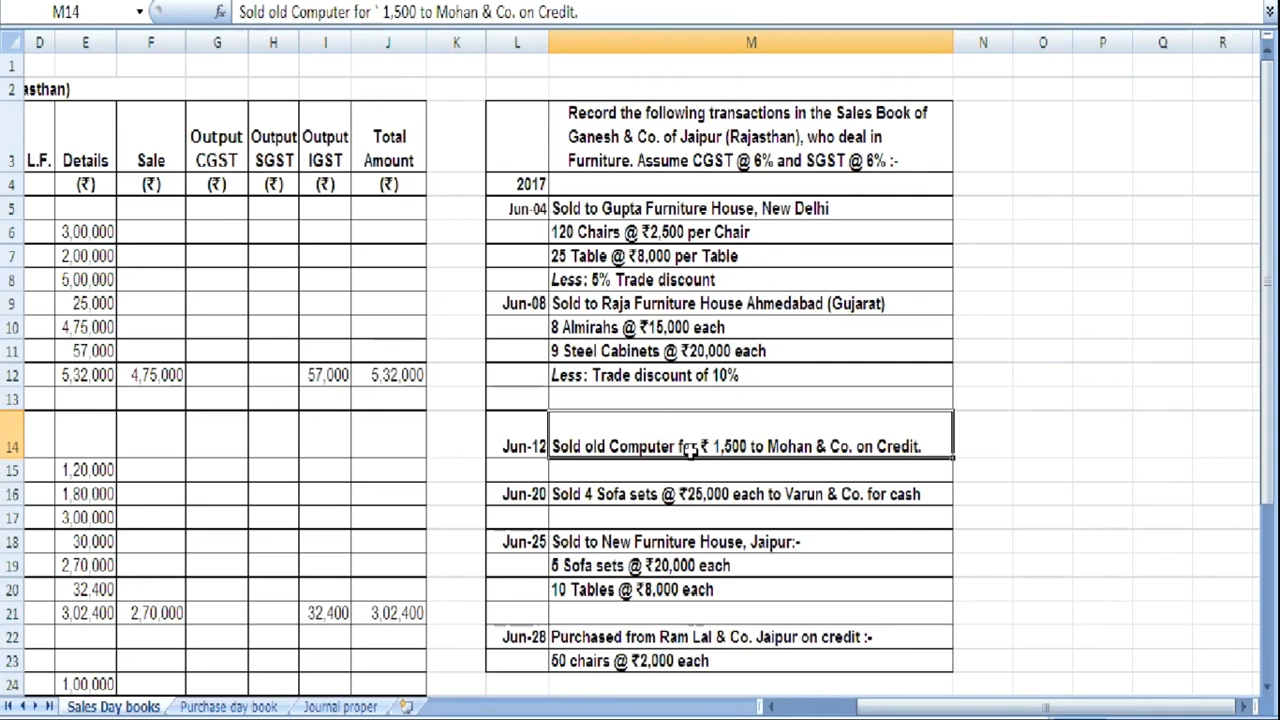 M14 fx Sold old Computer for ` 1,500 to Mohan & Co. on Credit.
D E F G H I J K L M N O P Q R
1
2 asthan)
Record the following transactions in the Sales Book of
Output Output Output Total Ganesh & Co. of Jaipur (Rajasthan), who deal in
3 L.F. Details Sale CGST SGST IGST Amount Furniture. Assume CGST @ 6% and SGST @ 6% :-
4 (₹) (₹) (₹) (₹) (₹) (₹) 2017
5 Jun-04 Sold to Gupta Furniture House, New Delhi
6 3,00,000 120 Chairs @ ₹2,500 per Chair
7 2,00,000 25 Table @ ₹8,000 per Table
8 5,00,000 Less: 5% Trade discount
9 25,000 Jun-08 Sold to Raja Furniture House Ahmedabad (Gujarat)
10 4,75,000 8 Almirahs @ ₹15,000 each
11 57,000 9 Steel Cabinets @ ₹20,000 each
12 5,32,000 4,75,000 57,000 5,32,000 Less: Trade discount of 10%
13
14 Jun-12 Sold old Computer for ₹ 1,500 to Mohan & Co. on Credit.
15 1,20,000
16 1,80,000 Jun-20 Sold 4 Sofa sets @ ₹25,000 each to Varun & Co. for cash
17 3,00,000
18 30,000 Jun-25 Sold to New Furniture House, Jaipur:-
19 2,70,000 5 Sofa sets @ ₹20,000 each
20 32,400 10 Tables @ ₹8,000 each
21 3,02,400 2,70,000 32,400 3,02,400
22 Jun-28 Purchased from Ram Lal & Co. Jaipur on credit :-
23 50 chairs @ ₹2,000 each
24 1,00,000
Sales Day books Purchase day book Journal proper